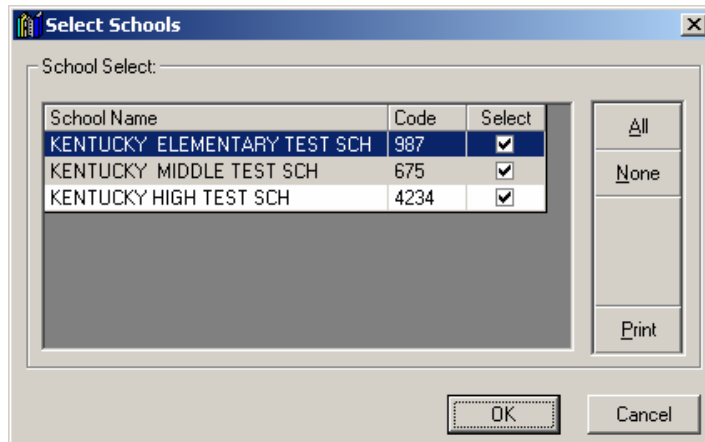 Select Schools
School Select:
School Name Code Select
KENTUCKY  ELEMENTARY TEST SCH 987
KENTUCKY  MIDDLE TEST SCH 675
KENTUCKY HIGH TEST SCH 4234
All
None
Print
OK Cancel